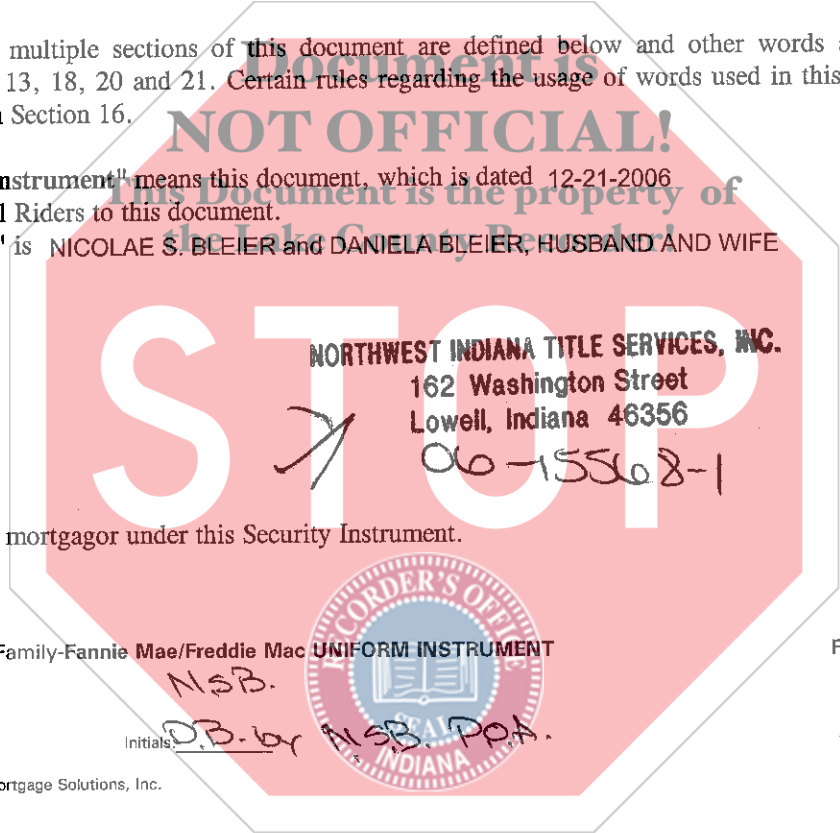 multiple sections of this document are defined below and other words
13, 18, 20 and 21. Certain rules regarding the usage of words used in this
Section 16.
Document is
NOT OFFICIAL!
This Document is the property of
the Lake County Recorder!
nstrument" means this document, which is dated 12-21-2006
l Riders to this document.
" is NICOLAE S. BLEIER and DANIELA BLEIER, HUSBAND AND WIFE
STOP
NORTHWEST INDIANA TITLE SERVICES, INC.
162 Washington Street
Lowell, Indiana 46356
06-15568-1
mortgagor under this Security Instrument.
RECORDER'S OFFICE
SEAL
INDIANA
Family-Fannie Mae/Freddie Mac UNIFORM INSTRUMENT
F
NSB.
Initials: D.B. by NSB. POA.
ortgage Solutions, Inc.